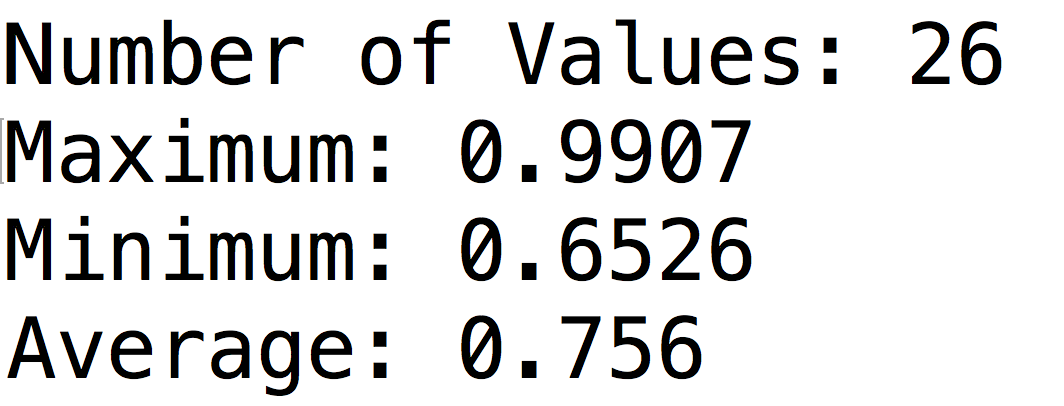 Number of Values: 26
Maximum: 0.9907
Minimum: 0.6526
Average: 0.756